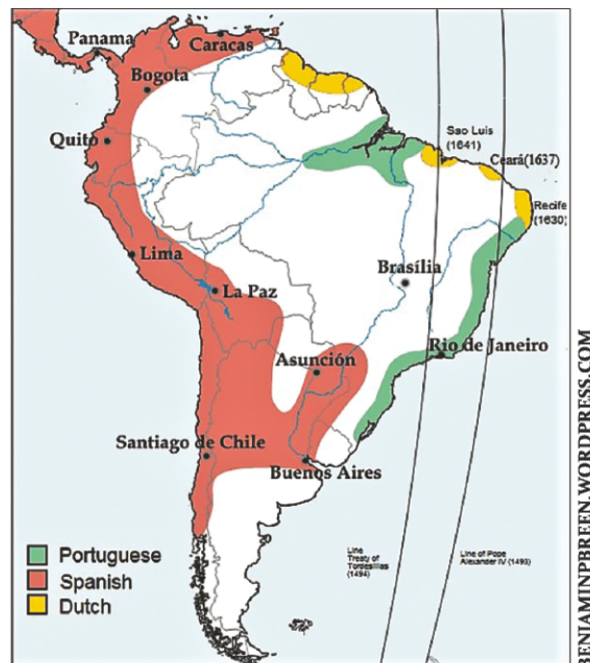 Panama
Caracas
Bogota
Quito
Sao Luis
(1641)
Ceará(1637)
Recife
(1630)
Lima
Brasília
La Paz
Asunción
Rio de Janeiro
Santiago de Chile
Buenos Aires
Portuguese
Spanish
Dutch
Line
Treaty of
Tordesillas
(1494)
Line of Pope
Alexander IV (1493)
BENJAMINPBREEN.WORDPRESS.COM